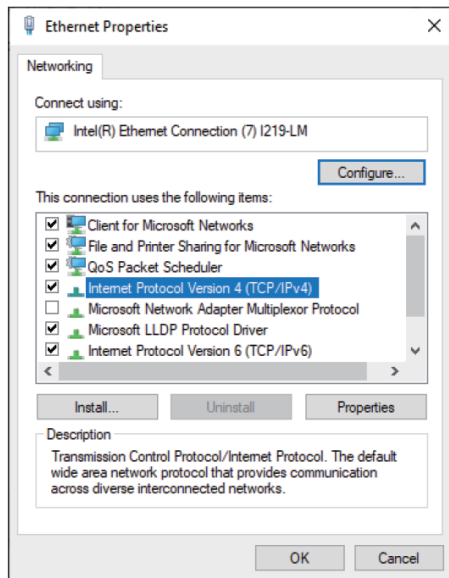 Ethernet Properties
Networking
Connect using:
Intel(R) Ethernet Connection (7) I219-LM
Configure...
This connection uses the following items:
Client for Microsoft Networks
File and Printer Sharing for Microsoft Networks
QoS Packet Scheduler
Internet Protocol Version 4 (TCP/IPv4)
Microsoft Network Adapter Multiplexor Protocol
Microsoft LLDP Protocol Driver
Internet Protocol Version 6 (TCP/IPv6)
Install... Uninstall Properties
Description
Transmission Control Protocol/Internet Protocol. The default
wide area network protocol that provides communication
across diverse interconnected networks.
OK Cancel